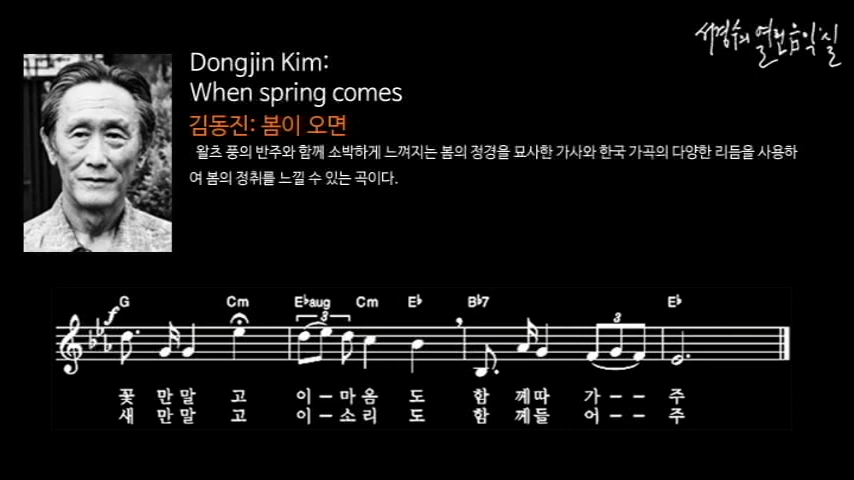 서경수의 열린음악실
Dongjin Kim:
When spring comes
김동진: 봄이 오면
왈츠 풍의 반주와 함께 소박하게 느껴지는 봄의 정경을 묘사한 가사와 한국 가곡의 다양한 리듬을 사용하
여 봄의 정취를 느낄 수 있는 곡이다.
G Cm E♭aug Cm E♭ B♭7 E♭
f 3 3
꽃 만 말 고 이 - 마 음 도 함 께 따 가 - - 주
새 만 말 고 이 - 소 리 도 함 께 들 어 - - 주